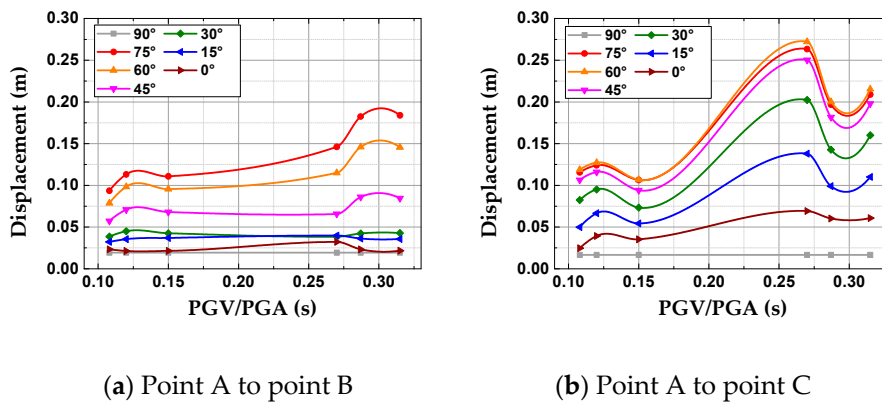 0.30
0.25
0.20
0.15
0.10
0.05
0.00
Displacement (m)
90° 30°
75° 15°
60° 0°
45°
0.10 0.15 0.20 0.25 0.30
PGV/PGA (s)
(a) Point A to point B
0.30
0.25
0.20
0.15
0.10
0.05
0.00
Displacement (m)
90° 30°
75° 15°
60° 0°
45°
0.10 0.15 0.20 0.25 0.30
PGV/PGA (s)
(b) Point A to point C